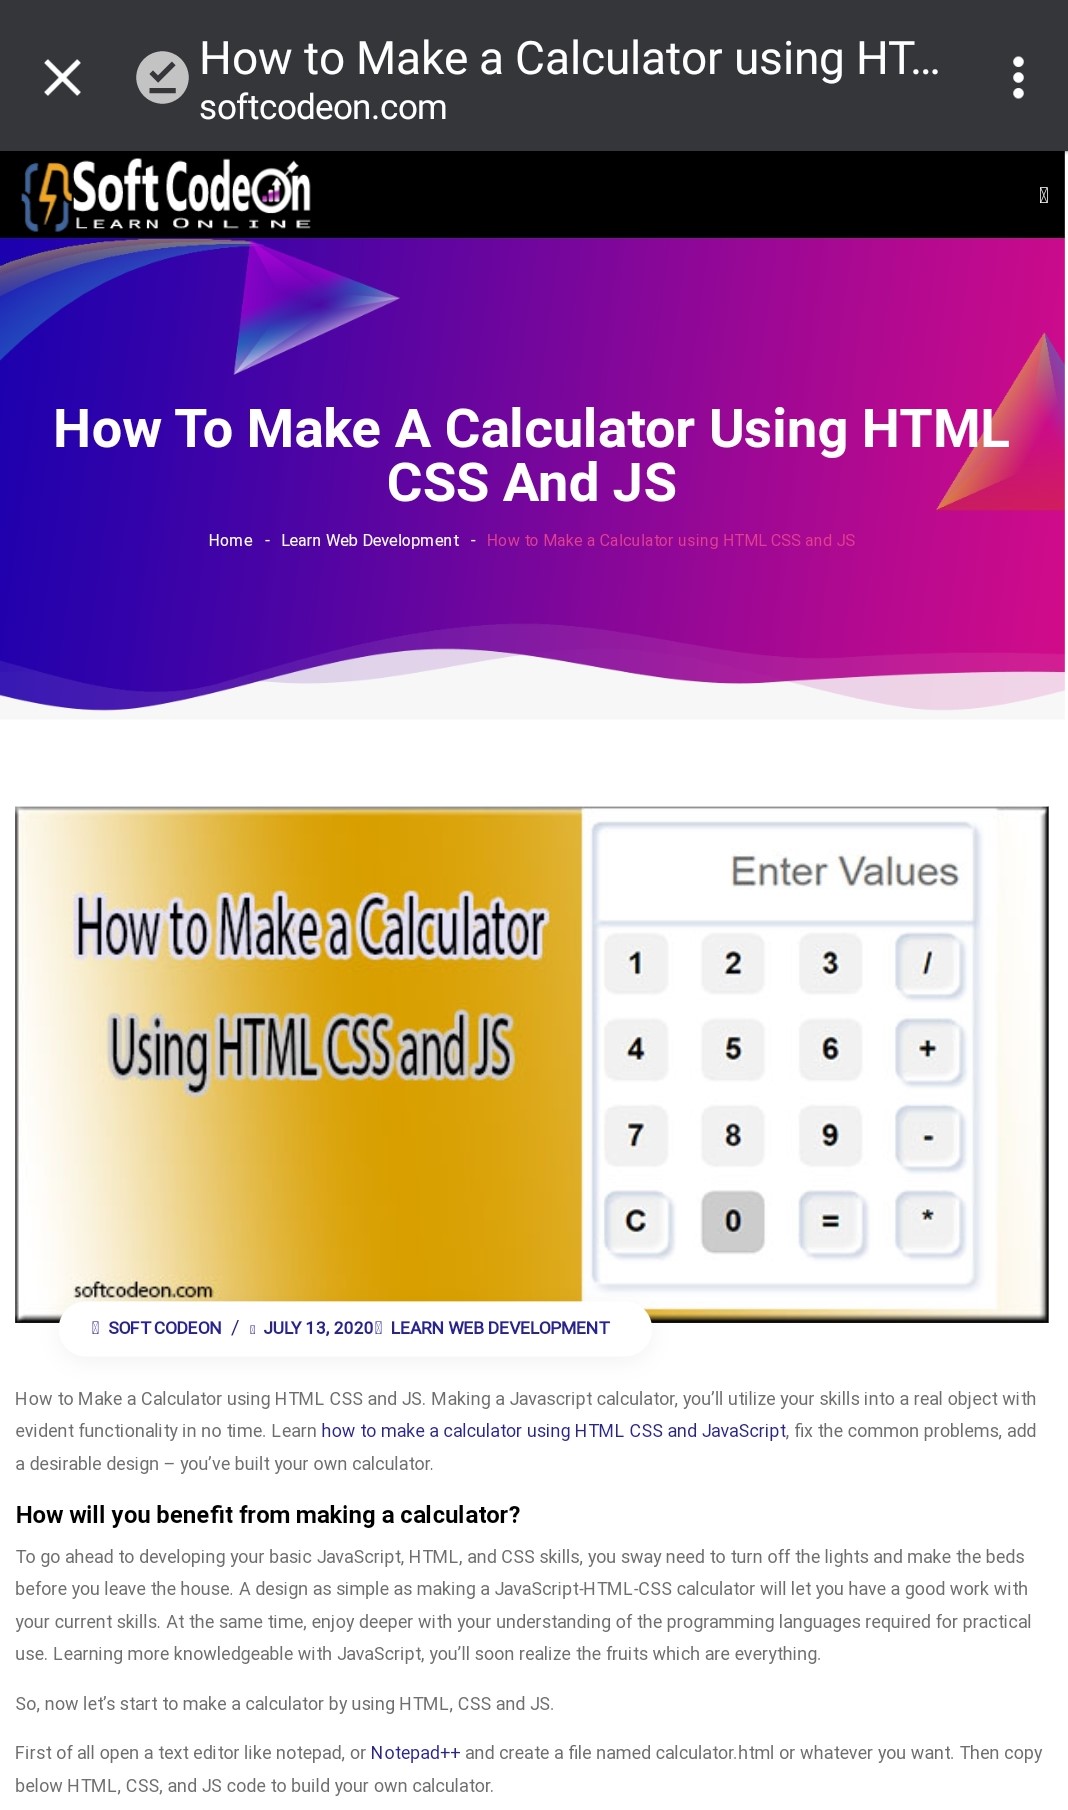 How to Make a Calculator using HT...
softcodeon.com
Soft CodeOn
LEARN ONLINE
How To Make A Calculator Using HTML
CSS And JS
Home - Learn Web Development - How to Make a Calculator using HTML CSS and JS
How to Make a Calculator
Using HTML CSS and JS
softcodeon.com
Enter Values
1 2 3 /
4 5 6 +
7 8 9 -
C 0 = *
SOFT CODEON / JULY 13, 2020 LEARN WEB DEVELOPMENT
How to Make a Calculator using HTML CSS and JS. Making a Javascript calculator, you’ll utilize your skills into a real object with
evident functionality in no time. Learn how to make a calculator using HTML CSS and JavaScript, fix the common problems, add
a desirable design – you’ve built your own calculator.
How will you benefit from making a calculator?
To go ahead to developing your basic JavaScript, HTML, and CSS skills, you sway need to turn off the lights and make the beds
before you leave the house. A design as simple as making a JavaScript-HTML-CSS calculator will let you have a good work with
your current skills. At the same time, enjoy deeper with your understanding of the programming languages required for practical
use. Learning more knowledgeable with JavaScript, you’ll soon realize the fruits which are everything.
So, now let’s start to make a calculator by using HTML, CSS and JS.
First of all open a text editor like notepad, or Notepad++ and create a file named calculator.html or whatever you want. Then copy
below HTML, CSS, and JS code to build your own calculator.